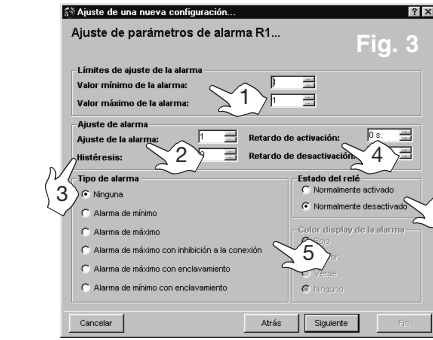 Ajuste de una nueva configuración...
Ajuste de parámetros de alarma R1...
Fig. 3
Límites de ajuste de la alarma
Valor mínimo de la alarma:
Valor máximo de la alarma: 1
1
Ajuste de alarma
Ajuste de la alarma: 1 Retardo de activación: 0 s.
Histéresis: Retardo de desactivación:
2
4
3
Tipo de alarma
Ninguna
Alarma de mínimo
Alarma de máximo
Alarma de máximo con inhibición a la conexión
Alarma de máximo con enclavamiento
Alarma de mínimo con enclavamiento
Estado del relé
Normalmente activado
Normalmente desactivado
Color display de la alarma
5
Verde
Ninguno
Cancelar Atrás Siguiente Fin